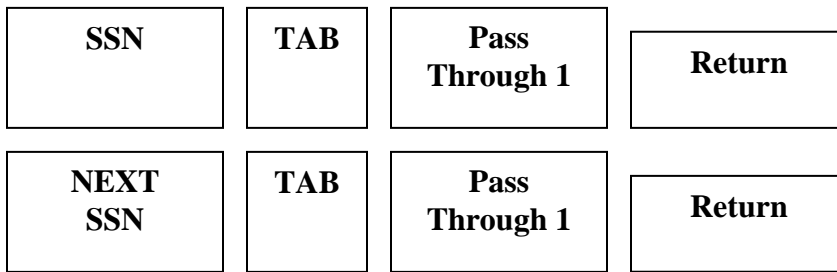 SSN
TAB
Pass
Through 1
Return
NEXT
SSN
TAB
Pass
Through 1
Return